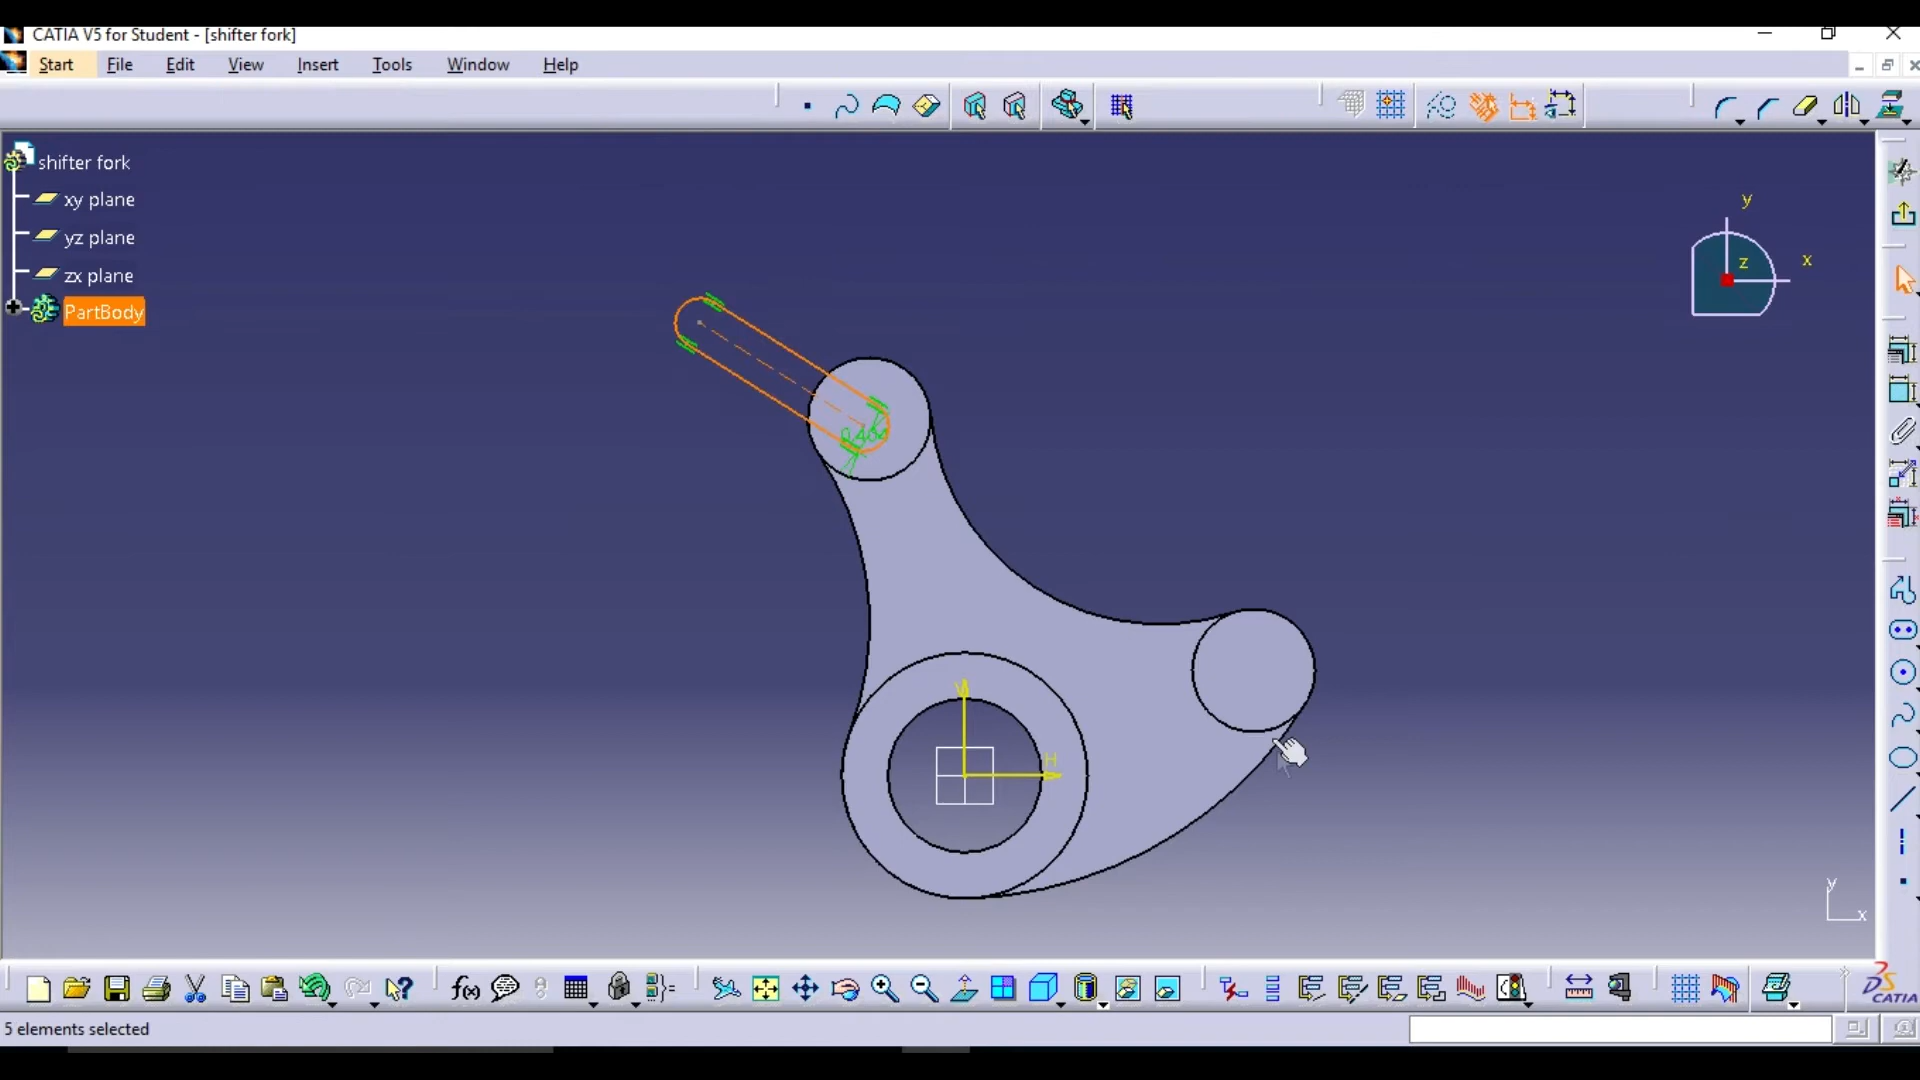 CATIA V5 for Student - [shifter fork]
Start File Edit View Insert Tools Window Help
shifter fork
xy plane
yz plane
zx plane
PartBody
y
z
x
V
H
y
x
f(x)
DS
CATIA
5 elements selected